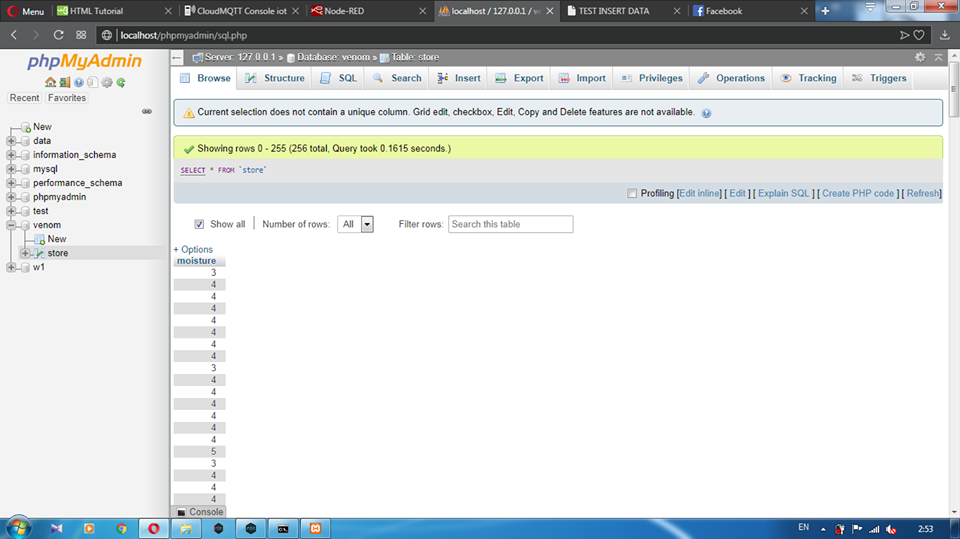 Menu
HTML Tutorial
CloudMQTT Console iot
Node-RED
localhost / 127.0.0.1 / v
TEST INSERT DATA
Facebook
localhost/phpmyadmin/sql.php
phpMyAdmin
Recent Favorites
New
data
information_schema
mysql
performance_schema
phpmyadmin
test
venom
New
store
w1
Server: 127.0.0.1 » Database: venom » Table: store
Browse Structure SQL Search Insert Export Import Privileges Operations Tracking Triggers
Current selection does not contain a unique column. Grid edit, checkbox, Edit, Copy and Delete features are not available.
Showing rows 0 - 255 (256 total, Query took 0.1615 seconds.)
SELECT * FROM `store`
Profiling [Edit inline] [ Edit ] [ Explain SQL ] [ Create PHP code ] [ Refresh]
Show all Number of rows: All Filter rows: Search this table
+ Options
moisture
3
4
4
4
4
4
4
4
3
4
4
4
4
4
4
5
3
4
4
4
Console
EN 2:53